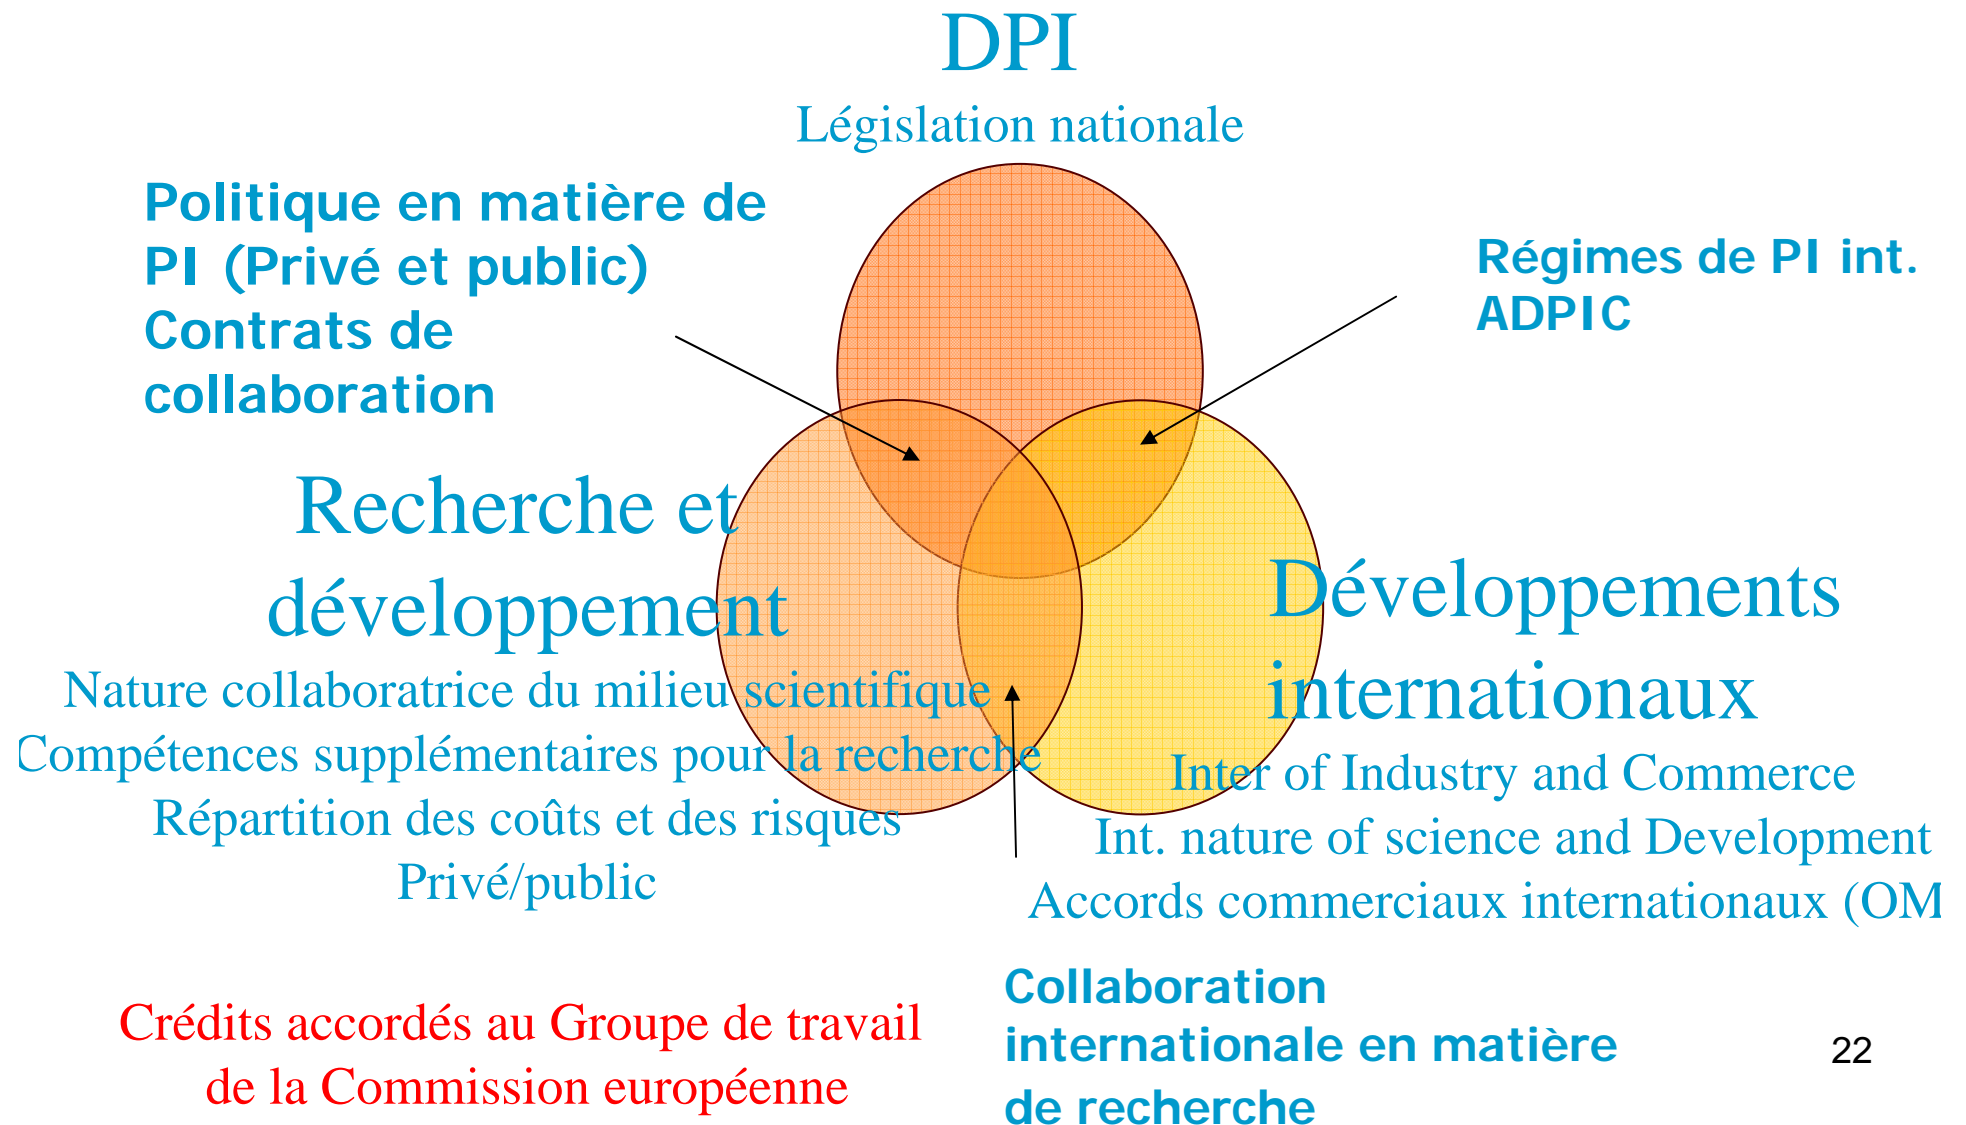 DPI
Législation nationale
Politique en matière de
PI (Privé et public)
Contrats de
collaboration
Régimes de PI int.
ADPIC
Recherche et
développement
Nature collaboratrice du milieu scientifique
Compétences supplémentaires pour la recherche
Répartition des coûts et des risques
Privé/public
Développements
internationaux
Inter of Industry and Commerce
Int. nature of science and Development
Accords commerciaux internationaux (OM
Collaboration
internationale en matière
de recherche
Crédits accordés au Groupe de travail
de la Commission européenne
22